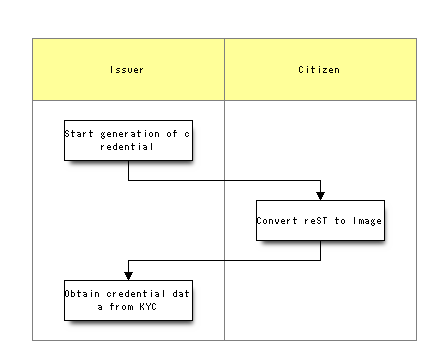 Issuer
Citizen
Start generation of c
redential
Convert reST to Image
Obtain credential dat
a from KYC